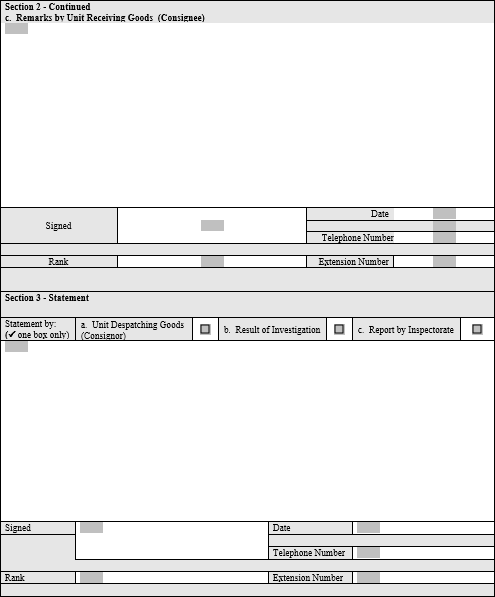 Section 2 - Continued
c. Remarks by Unit Receiving Goods (Consignee)
Signed
Date
Telephone Number
Rank
Extension Number
Section 3 - Statement
Statement by:
(✓ one box only)
a. Unit Despatching Goods
(Consignor)
b. Result of Investigation
c. Report by Inspectorate
Signed
Date
Telephone Number
Rank
Extension Number